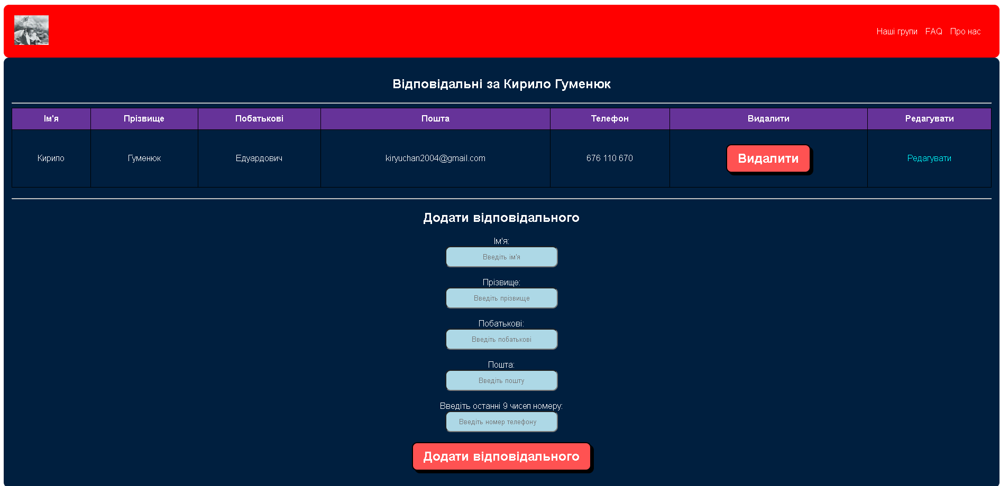 Наші групи FAQ Про нас
Відповідальні за Кирило Гуменюк
Ім'я Прізвище Побатькові Пошта Телефон Видалити Редагувати
Кирило Гуменюк Едуардович kiryuchan2004@gmail.com 676 110 670 Видалити Редагувати
Додати відповідального
Ім'я:
Введіть ім'я
Прізвище:
Введіть прізвище
Побатькові:
Введіть побатькові
Пошта:
Введіть пошту
Введіть останні 9 чисел номеру:
Введіть номер телефону
Додати відповідального